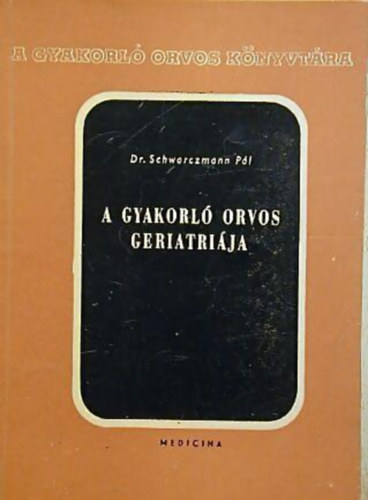 A GYAKORLÓ ORVOS KÖNYVTÁRA
Dr. Schwarczmann Pál
A GYAKORLÓ ORVOS
GERIATRIÁJA
MEDICINA